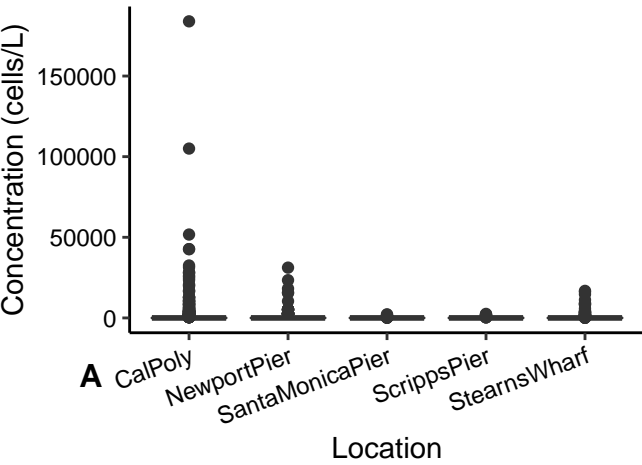 Concentration (cells/L)
150000
100000
50000
0
A
CalPoly
NewportPier
SantaMonicaPier
ScrippsPier
StearnsWharf
Location